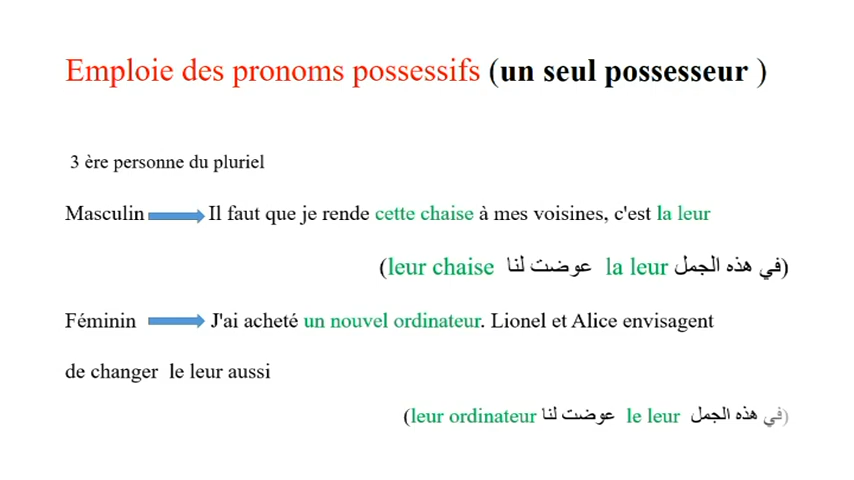 Emploie des pronoms possessifs (un seul possesseur )
3 ère personne du pluriel
Masculin Il faut que je rende cette chaise à mes voisines, c'est la leur
(في هذه الجمل la leur عوضت لنا leur chaise)
Féminin J'ai acheté un nouvel ordinateur. Lionel et Alice envisagent
de changer le leur aussi
(في هذه الجمل le leur عوضت لنا leur ordinateur)